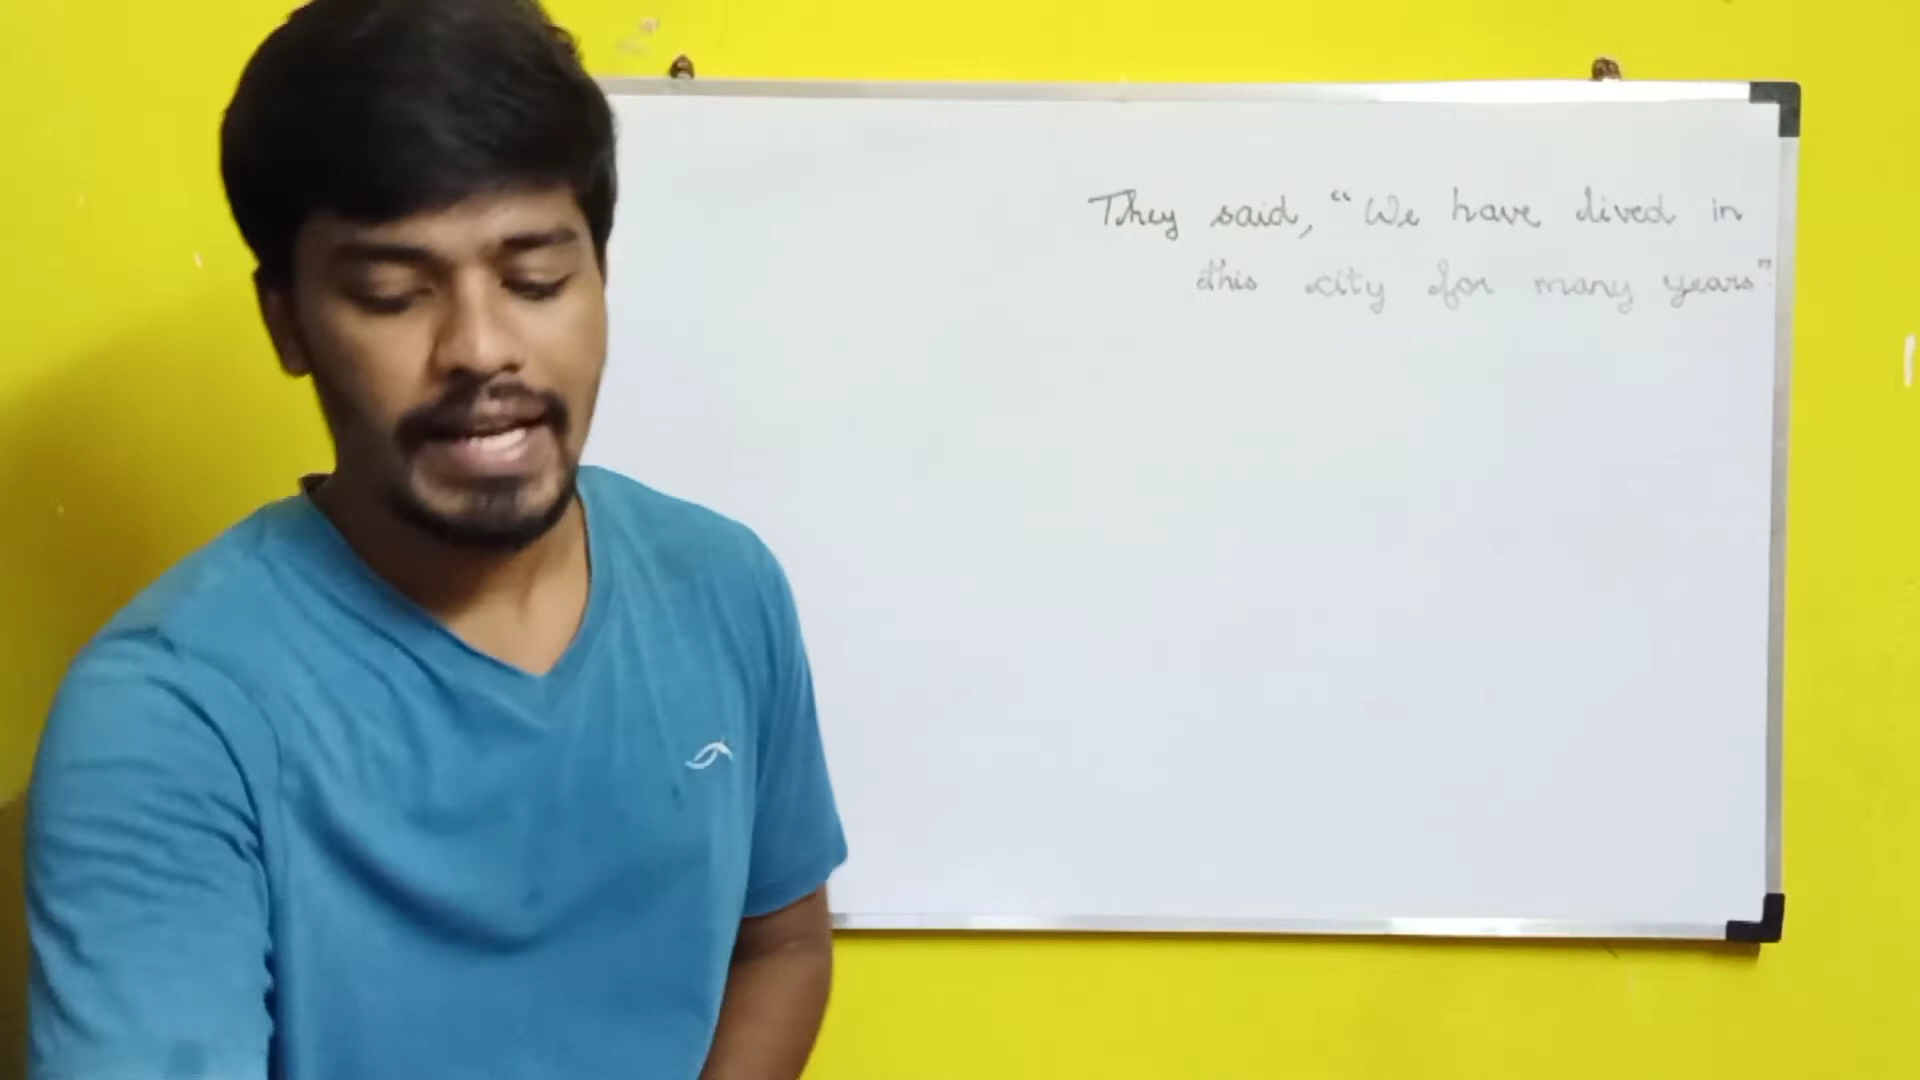 They said, “We have lived in
this city for many years”.